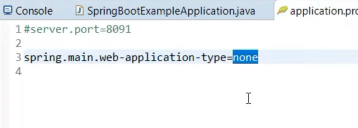 Console SpringBootExampleApplication.java application.pro
1 #server.port=8091
2
3 spring.main.web-application-type=none
4